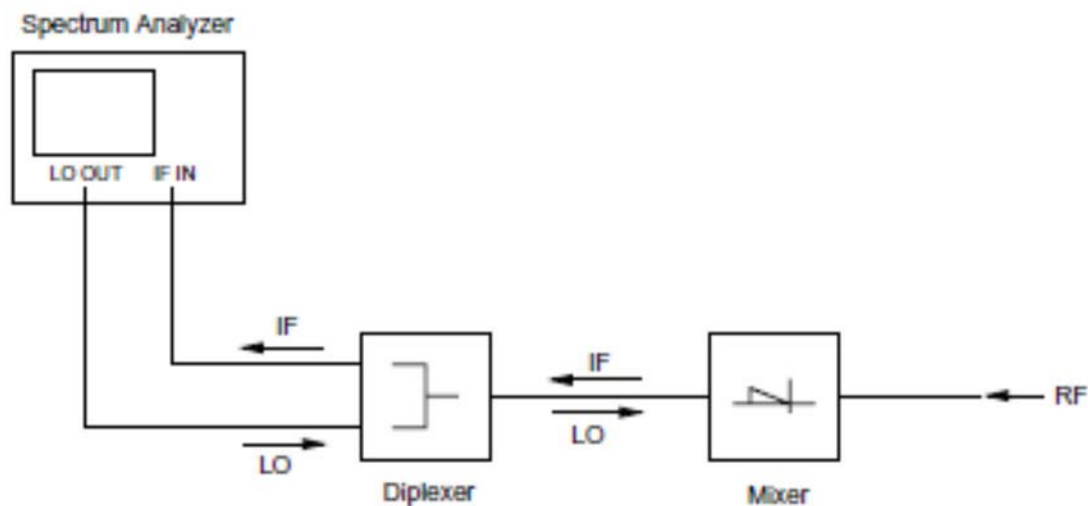 Spectrum Analyzer
LO OUT IF IN
IF
IF
RF
LO
LO
Diplexer
Mixer